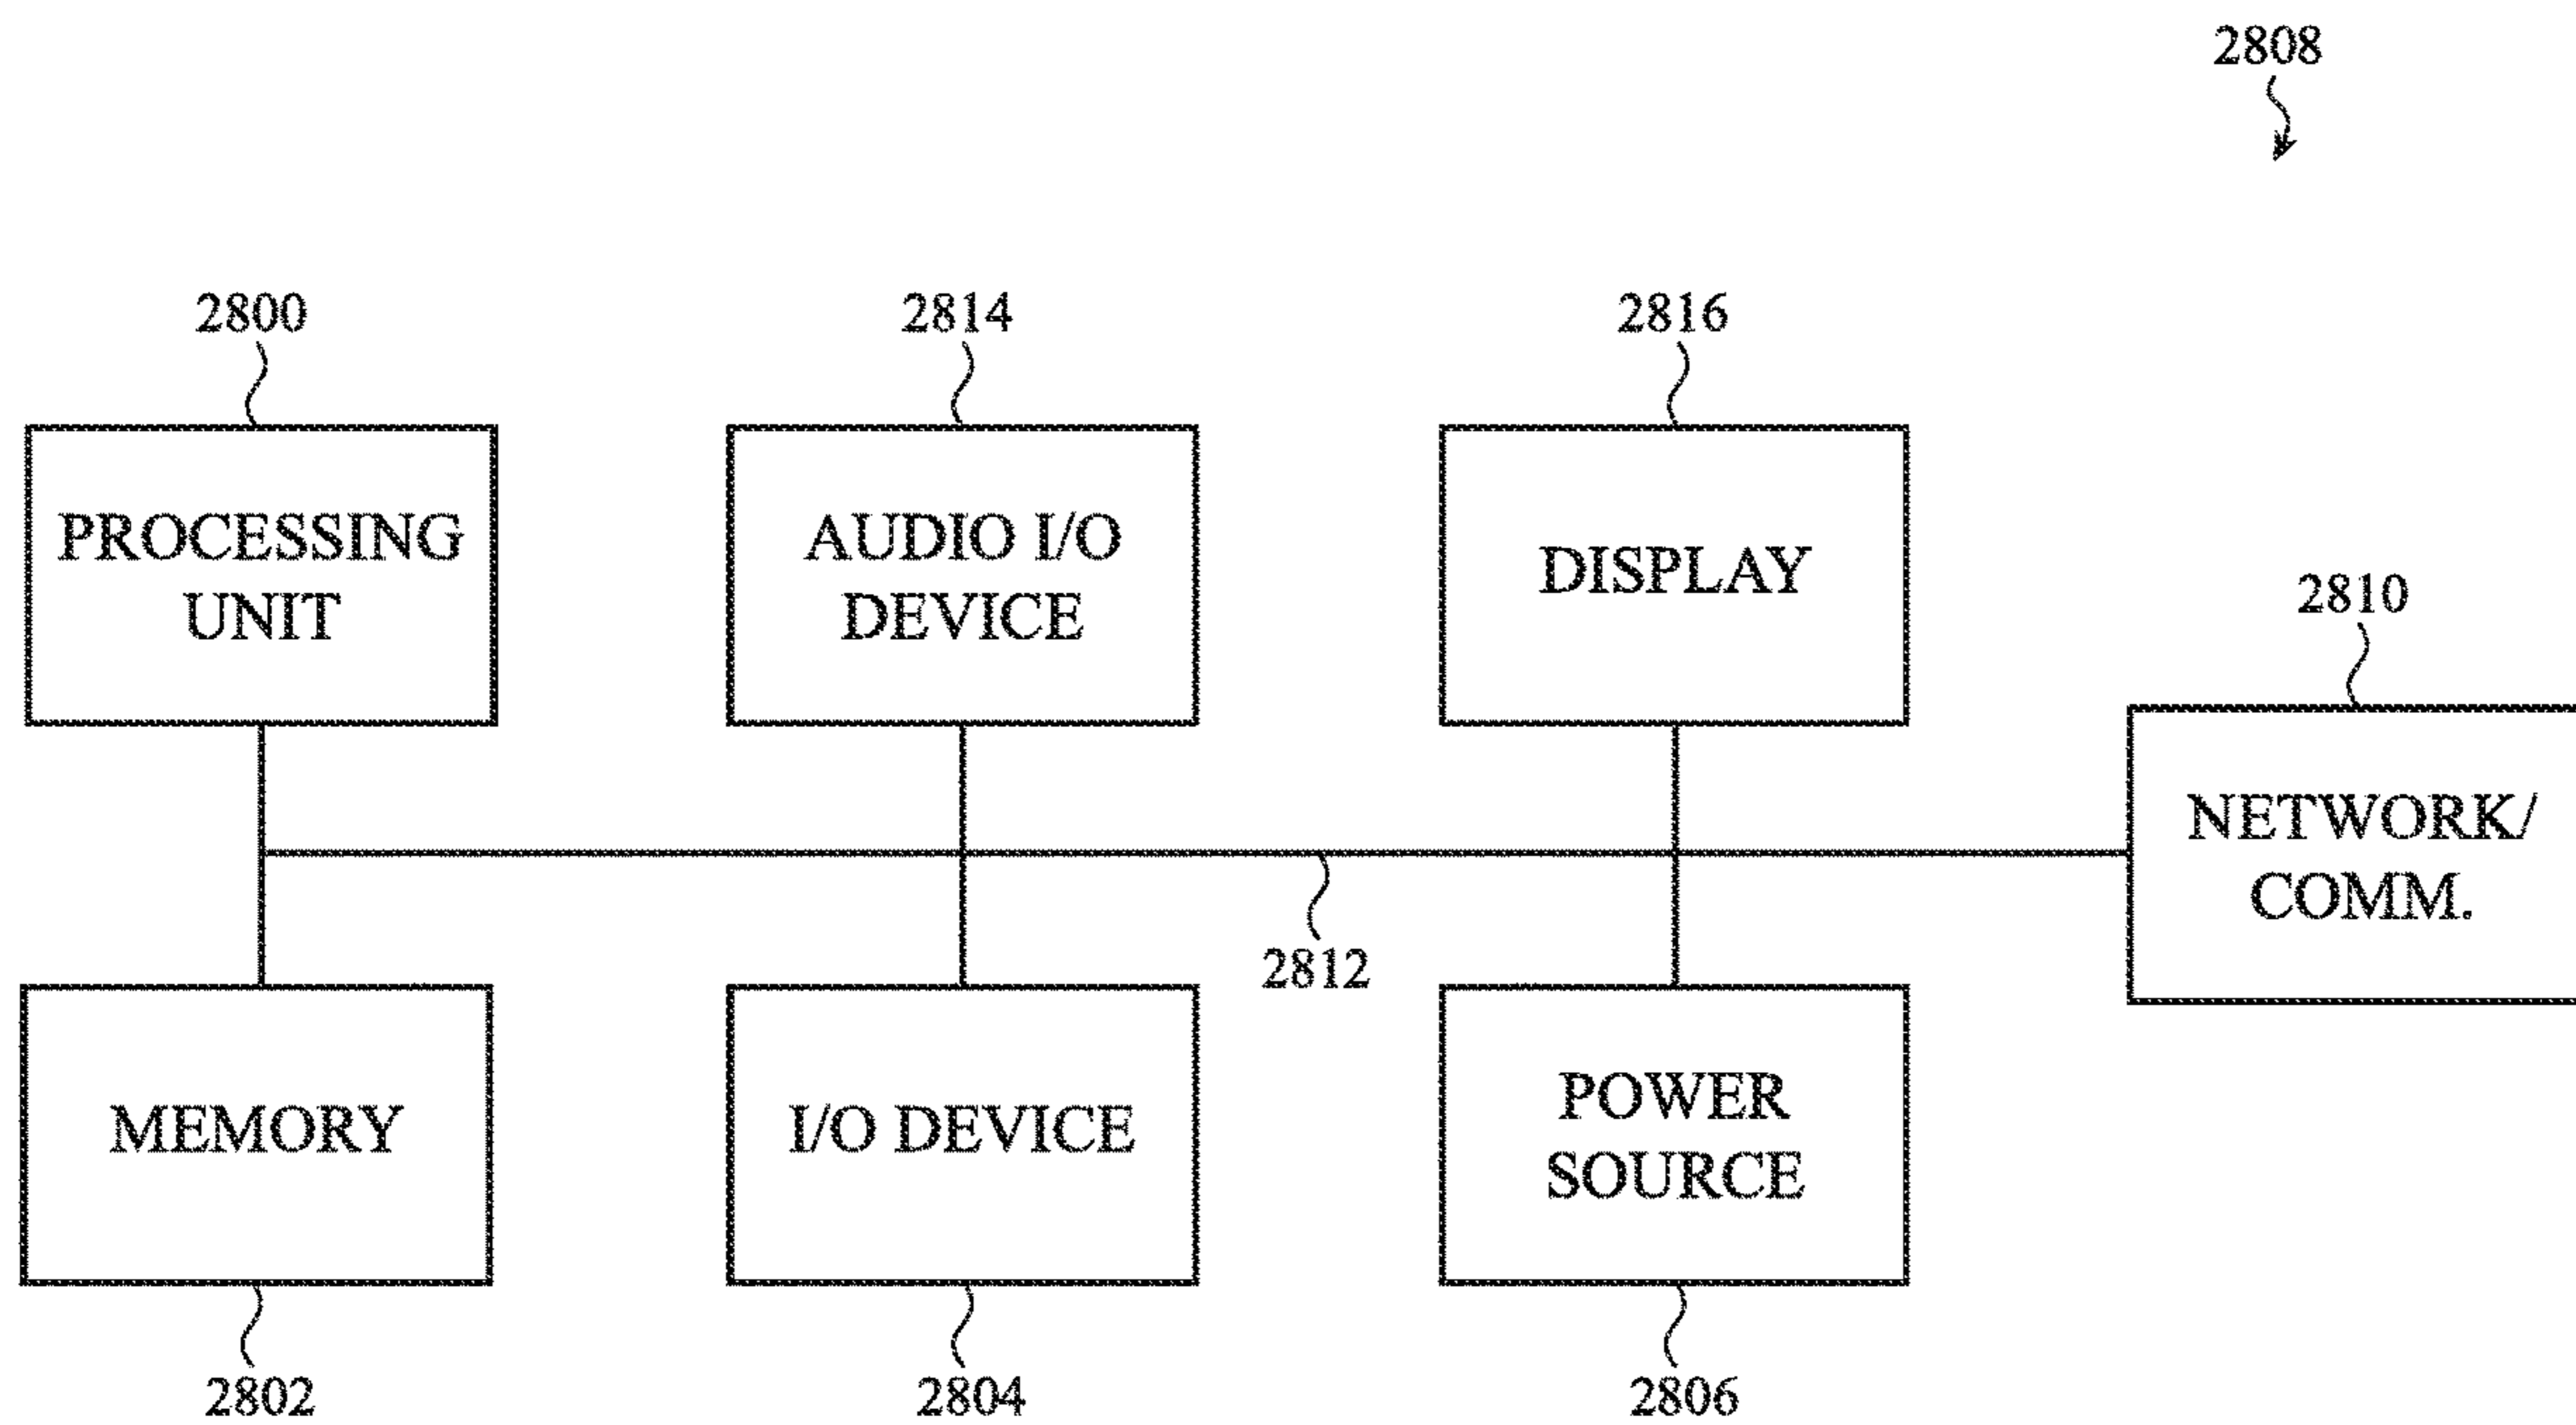 2808
2800
2814
2816
PROCESSING
UNIT
AUDIO I/O
DEVICE
DISPLAY
2810
NETWORK/
COMM.
2812
MEMORY
I/O DEVICE
POWER
SOURCE
2802
2804
2806